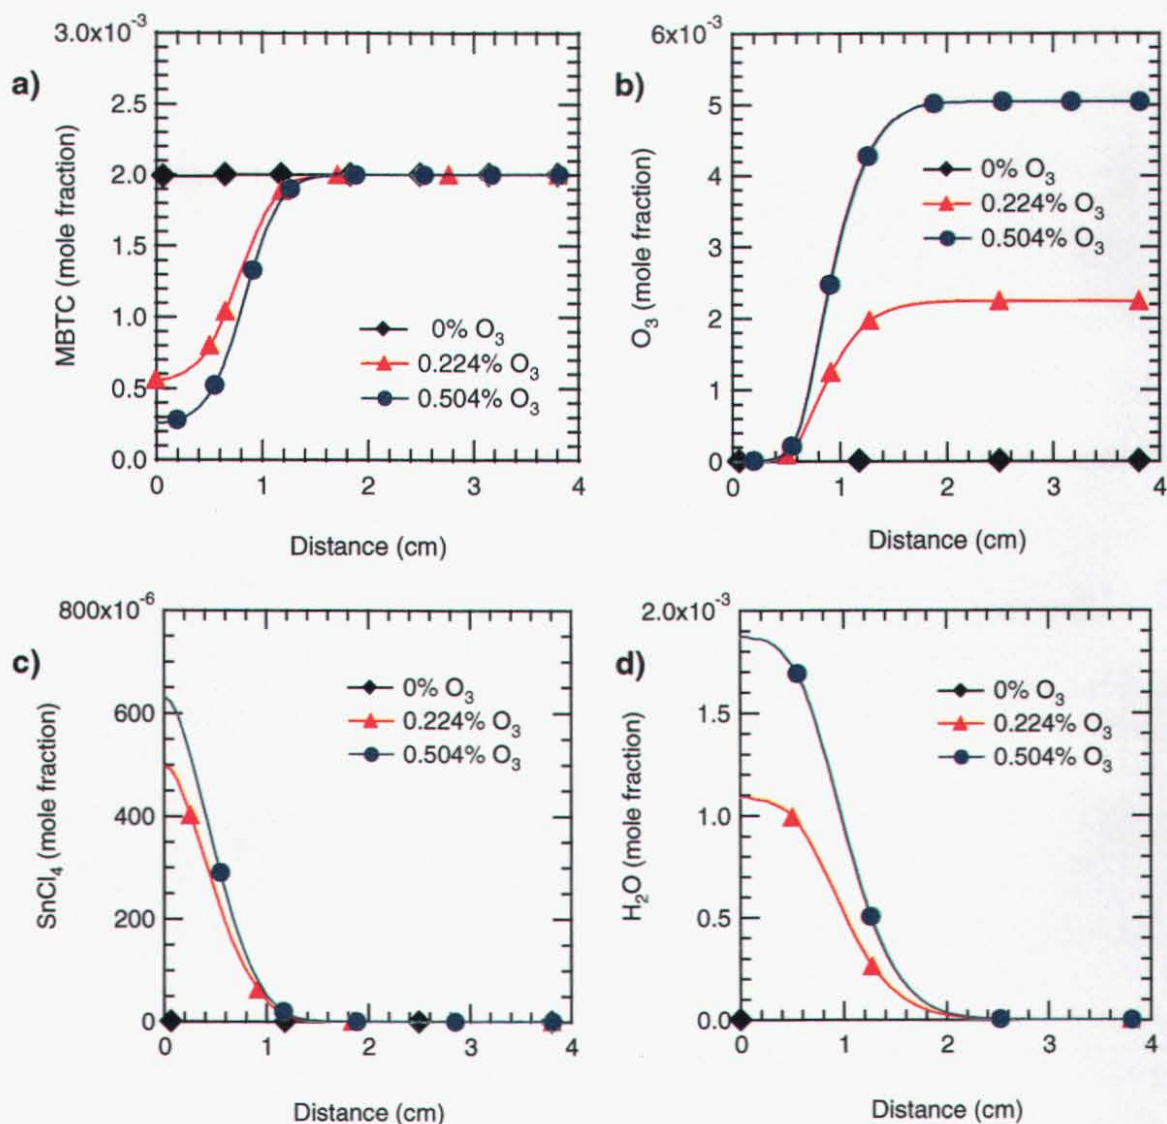 a)
3.0x10⁻³
2.5
2.0
1.5
1.0
0.5
0.0
MBTC (mole fraction)
0% O₃
0.224% O₃
0.504% O₃
0 1 2 3 4
Distance (cm)
b)
6x10⁻³
5
4
3
2
1
0
O₃ (mole fraction)
0% O₃
0.224% O₃
0.504% O₃
0 1 2 3 4
Distance (cm)
c)
800x10⁻⁶
600
400
200
0
SnCl₄ (mole fraction)
0% O₃
0.224% O₃
0.504% O₃
0 1 2 3 4
Distance (cm)
d)
2.0x10⁻³
1.5
1.0
0.5
0.0
H₂O (mole fraction)
0% O₃
0.224% O₃
0.504% O₃
0 1 2 3 4
Distance (cm)